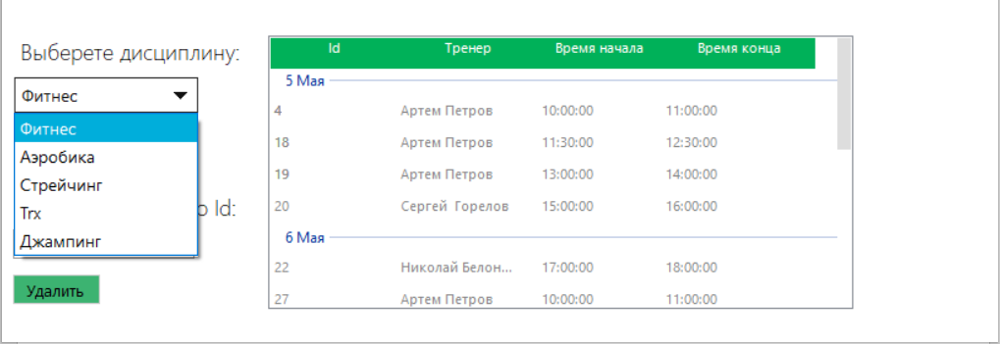 Выберете дисциплину:
Фитнес
Фитнес
Аэробика
Стрейчинг
Trx
Джампинг
о Id:
Удалить
Id Тренер Время начала Время конца
5 Мая
4 Артем Петров 10:00:00 11:00:00
18 Артем Петров 11:30:00 12:30:00
19 Артем Петров 13:00:00 14:00:00
20 Сергей Горелов 15:00:00 16:00:00
6 Мая
22 Николай Белон... 17:00:00 18:00:00
27 Артем Петров 10:00:00 11:00:00